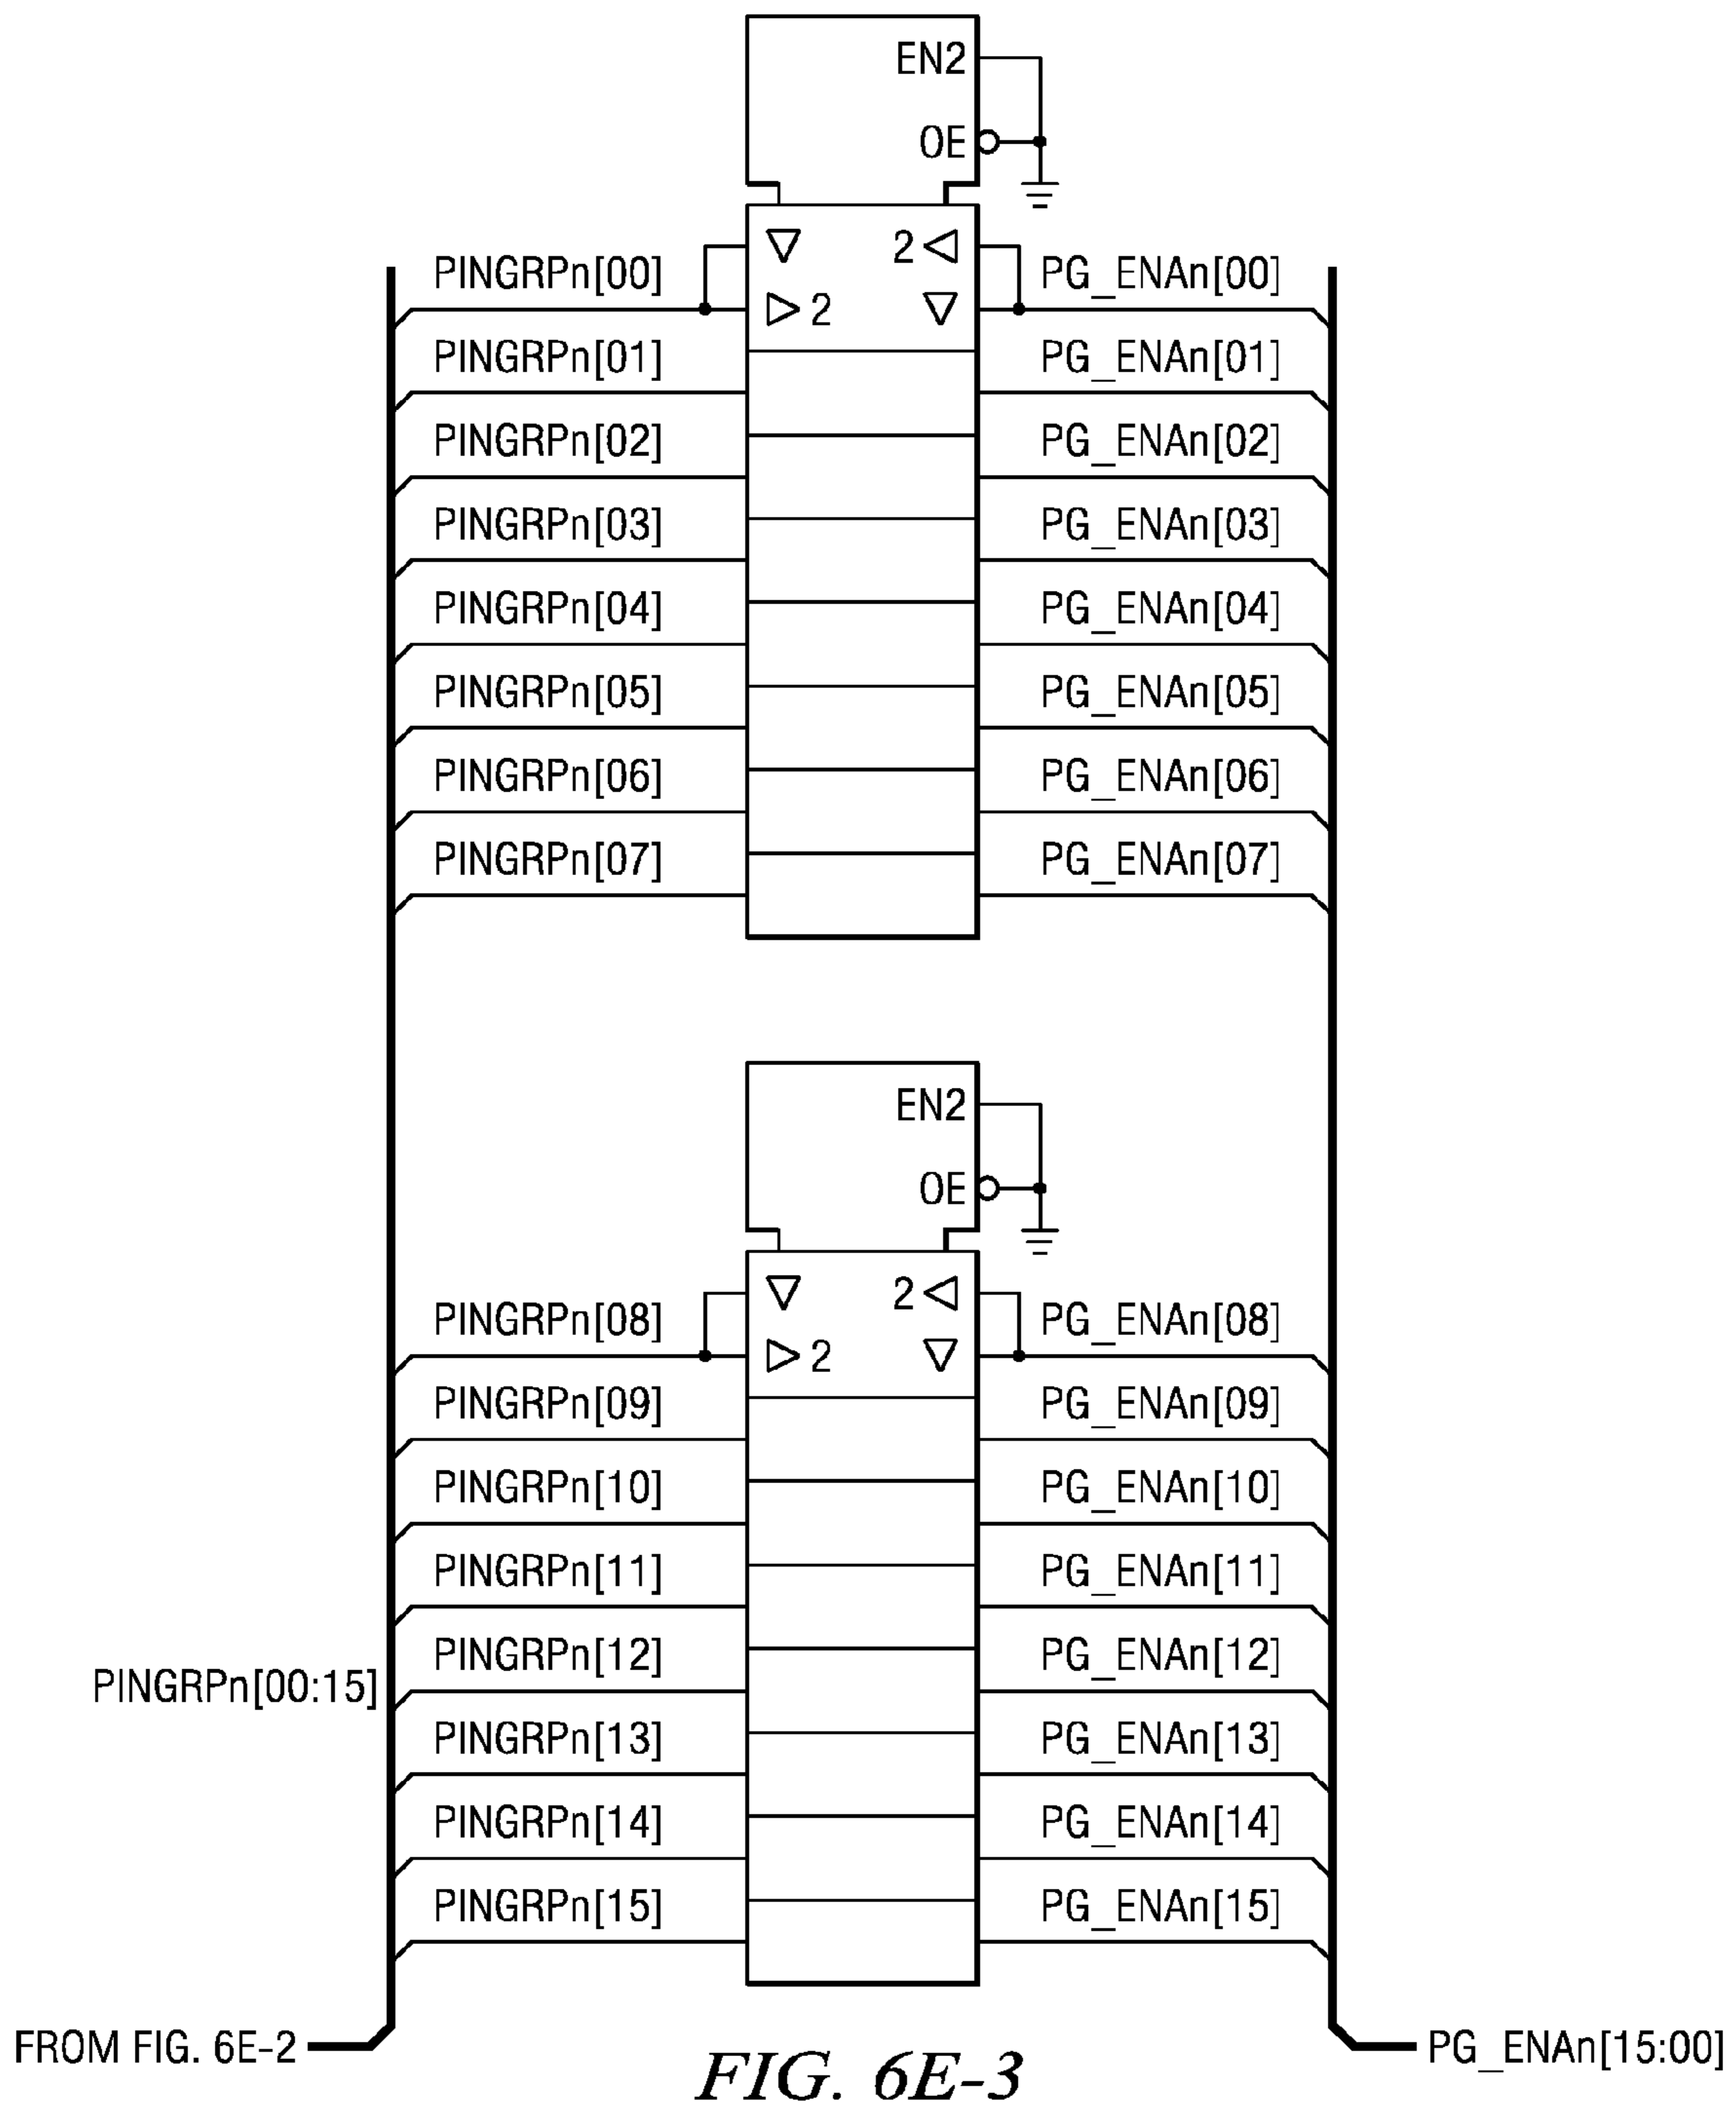 EN2
OE
2
PINGRPn[00] PG_ENAn[00]
2
PINGRPn[01] PG_ENAn[01]
PINGRPn[02] PG_ENAn[02]
PINGRPn[03] PG_ENAn[03]
PINGRPn[04] PG_ENAn[04]
PINGRPn[05] PG_ENAn[05]
PINGRPn[06] PG_ENAn[06]
PINGRPn[07] PG_ENAn[07]
EN2
OE
2
PINGRPn[08] PG_ENAn[08]
2
PINGRPn[09] PG_ENAn[09]
PINGRPn[10] PG_ENAn[10]
PINGRPn[11] PG_ENAn[11]
PINGRPn[12] PG_ENAn[12]
PINGRPn[00:15]
PINGRPn[13] PG_ENAn[13]
PINGRPn[14] PG_ENAn[14]
PINGRPn[15] PG_ENAn[15]
FROM FIG. 6E-2 PG_ENAn[15:00]
FIG. 6E-3